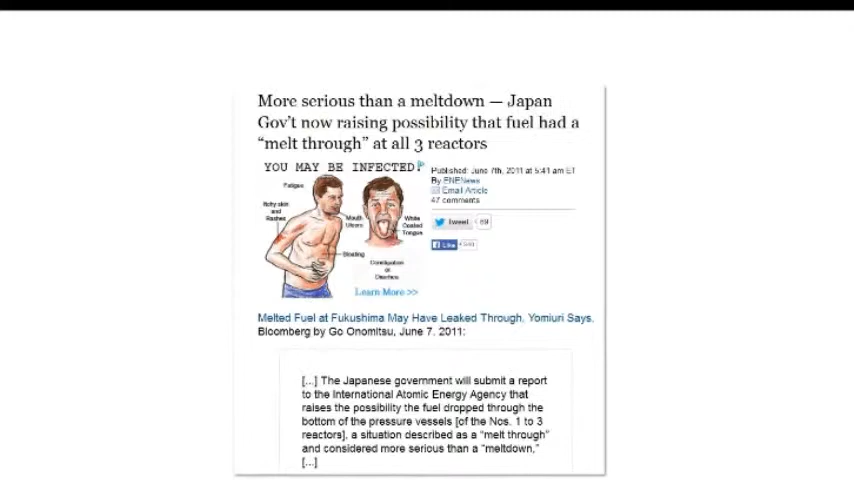 More serious than a meltdown — Japan
Gov't now raising possibility that fuel had a
“melt through” at all 3 reactors
YOU MAY BE INFECTED!
Published: June 7th, 2011 at 5:41 am ET
By ENENews
Email Article
47 comments
Tweet 69
Like
Fatigue
Itchy skin
and
Rashes
Mouth
Ulcers
White
Coated
Tongue
Bloating
Constipation
or
Diarrhea
Learn More >>
Melted Fuel at Fukushima May Have Leaked Through, Yomiuri Says,
Bloomberg by Go Onomitsu, June 7, 2011:
[...] The Japanese government will submit a report
to the International Atomic Energy Agency that
raises the possibility the fuel dropped through the
bottom of the pressure vessels [of the Nos. 1 to 3
reactors], a situation described as a “melt through”
and considered more serious than a “meltdown,”
[...]